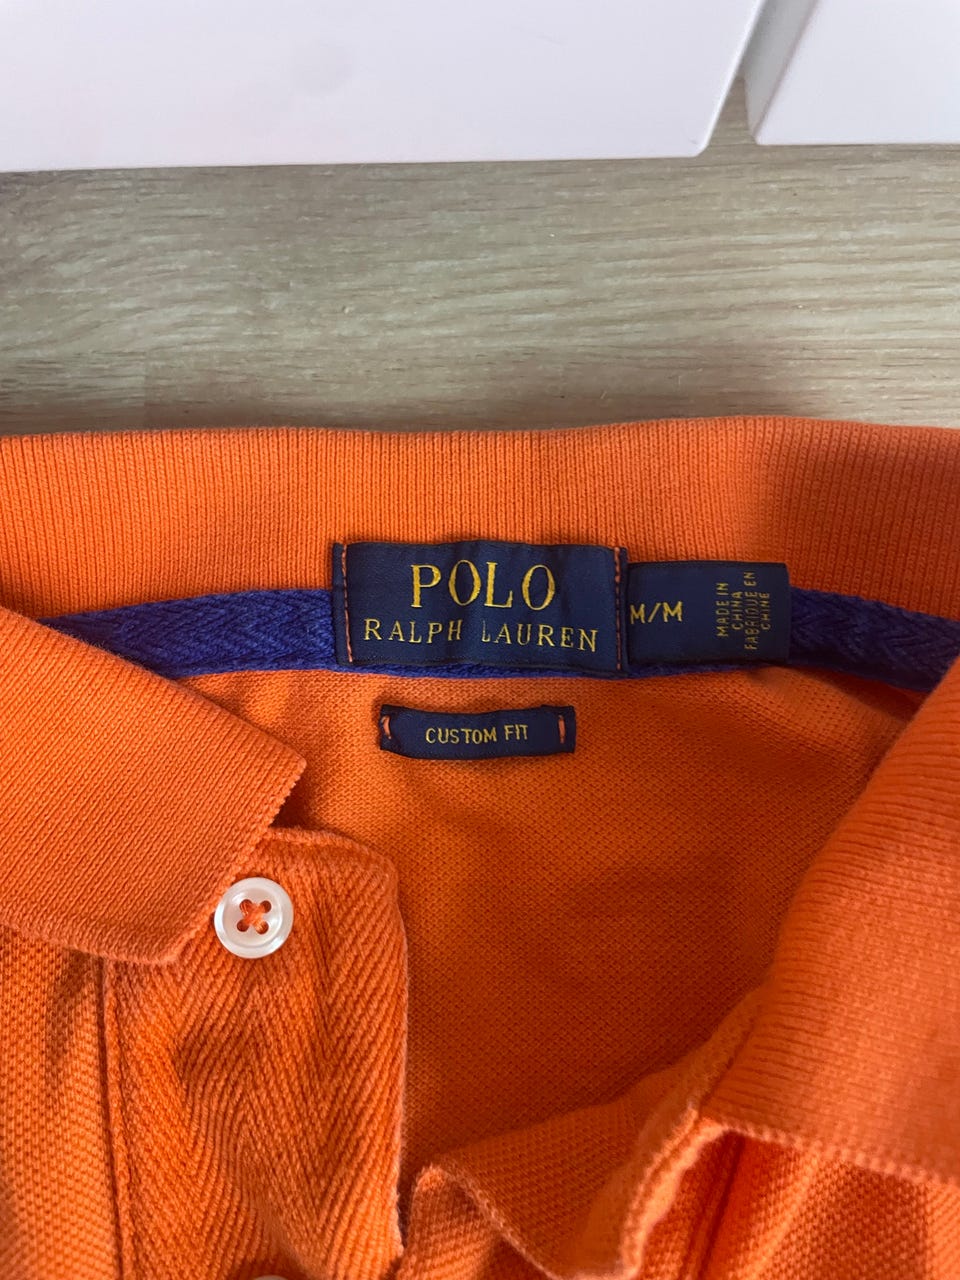 POLO
RALPH LAUREN
M/M
MADE IN
CHINA
FABRIQUE EN
CHINE
CUSTOM FIT